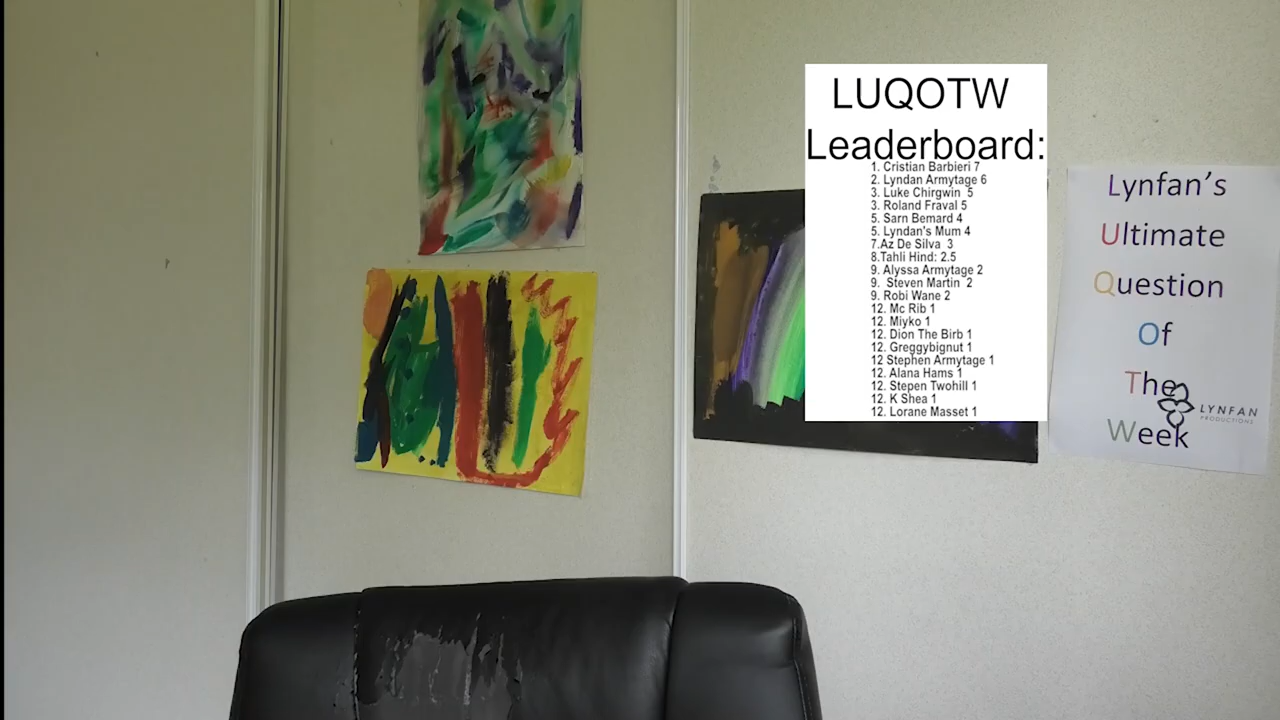 LUQOTW
Leaderboard:
1. Cristian Barbieri 7
2. Lyndan Armytage 6
3. Luke Chirgwin 5
3. Roland Fraval 5
5. Sarn Bemard 4
5. Lyndan's Mum 4
7.Az De Silva 3
8.Tahli Hind: 2.5
9. Alyssa Armytage 2
9. Steven Martin 2
9. Robi Wane 2
12. Mc Rib 1
12. Miyko 1
12. Dion The Birb 1
12. Greggybignut 1
12 Stephen Armytage 1
12. Alana Hams 1
12. Stepen Twohill 1
12. K Shea 1
12. Lorane Masset 1
Lynfan's
Ultimate
Question
Of
The
Week
LYNFAN
PRODUCTIONS